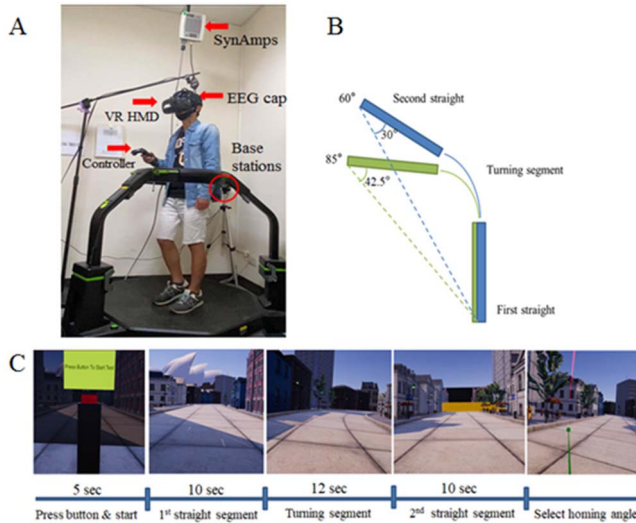 A
SynAmps
EEG cap
VR HMD
Controller
Base
stations
B
60°
Second straight
30°
85°
42.5°
Turning segment
First straight
C
Press Button To Start Test
5 sec
10 sec
12 sec
10 sec
Press button & start
1st straight segment
Turning segment
2nd straight segment
Select homing angle